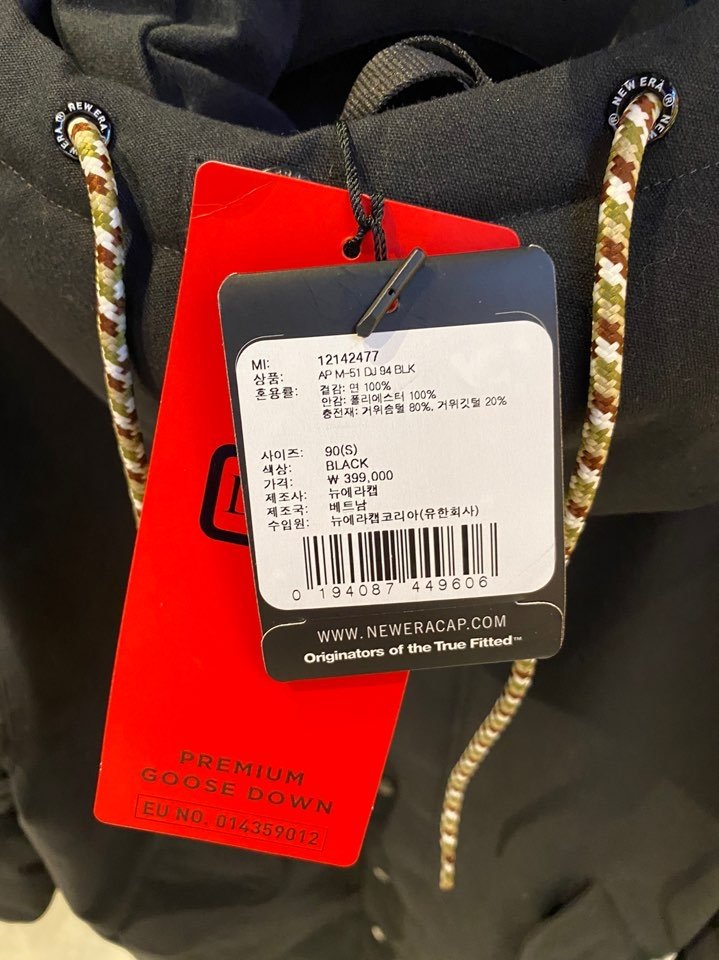 NEW ERA
® NEW ERA ® N
MI: 12142477
상품: AP M-51 DJ 94 BLK
혼용률: 겉감: 면 100%
안감: 폴리에스터 100%
충전재: 거위솜털 80%, 거위깃털 20%
사이즈: 90(S)
색상: BLACK
가격: ₩ 399,000
제조사: 뉴에라캡
제조국: 베트남
수입원: 뉴에라캡코리아(유한회사)
0 194087 449606
WWW.NEWERACAP.COM
Originators of the True Fitted™
PREMIUM
GOOSE DOWN
EU NO. 014359012